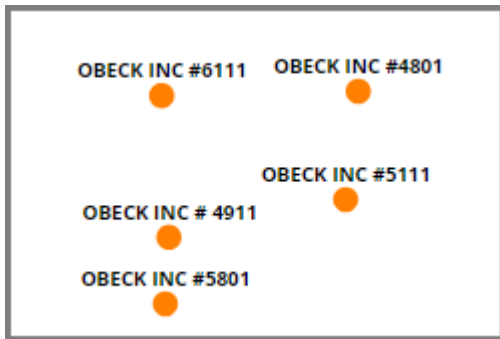 OBECK INC #6111
OBECK INC #4801
OBECK INC #5111
OBECK INC # 4911
OBECK INC #5801